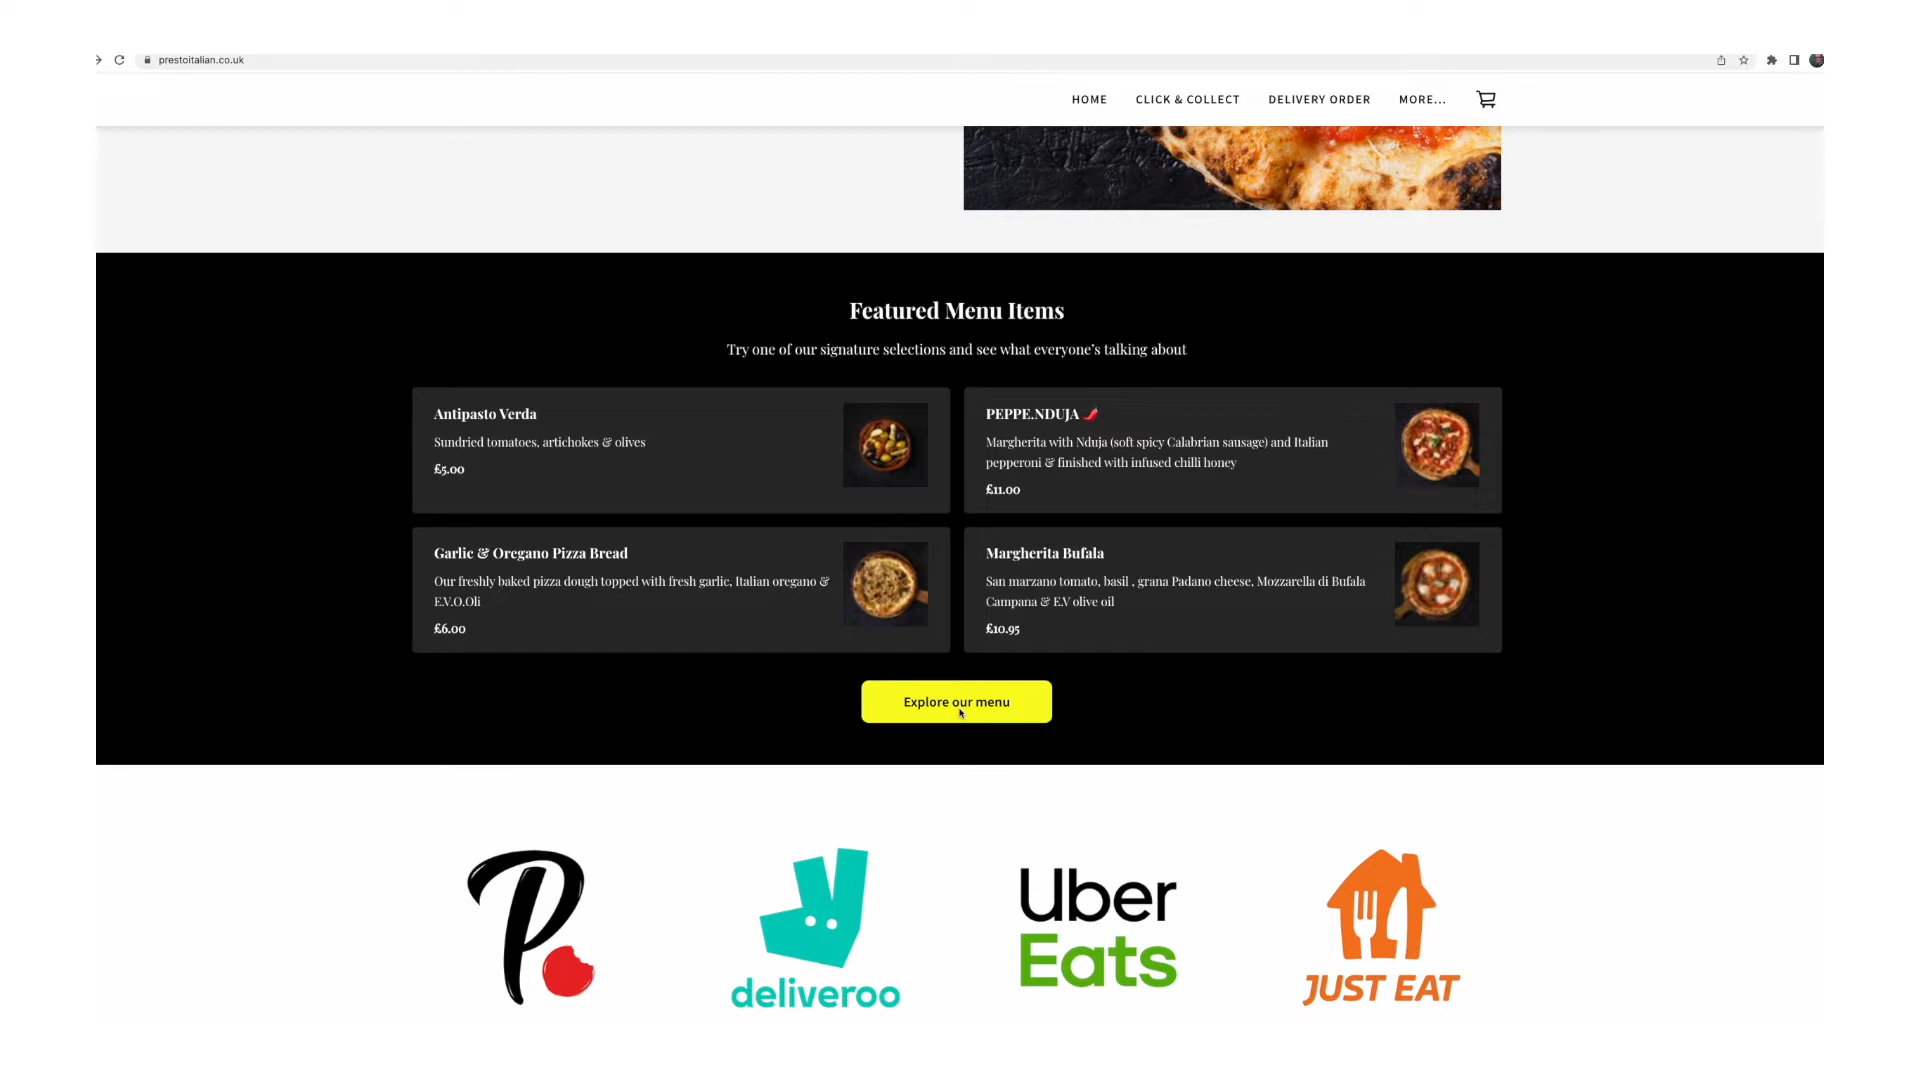 prestoitalian.co.uk
HOME CLICK & COLLECT DELIVERY ORDER MORE...
Featured Menu Items
Try one of our signature selections and see what everyone's talking about
Antipasto Verda
Sundried tomatoes, artichokes & olives
£5.00
PEPPE.NDUJA 🌶️
Margherita with Nduja (soft spicy Calabrian sausage) and Italian
pepperoni & finished with infused chilli honey
£11.00
Garlic & Oregano Pizza Bread
Our freshly baked pizza dough topped with fresh garlic, Italian oregano &
E.V.O.Oli
£6.00
Margherita Bufala
San marzano tomato, basil , grana Padano cheese, Mozzarella di Bufala
Campana & E.V olive oil
£10.95
Explore our menu
P
deliveroo
Uber
Eats
JUST EAT